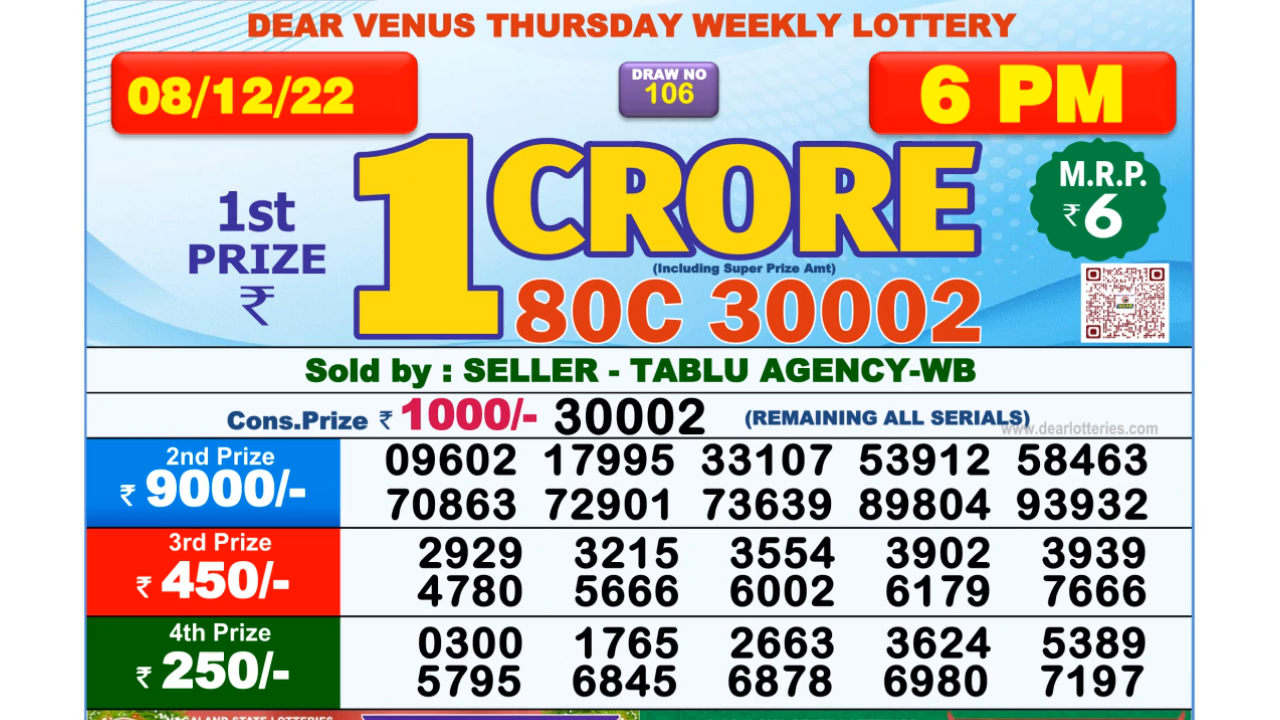 DEAR VENUS THURSDAY WEEKLY LOTTERY
08/12/22
DRAW NO
106
6 PM
1st
PRIZE
₹
1 CRORE
(Including Super Prize Amt)
80C 30002
M.R.P.
₹ 6
Sold by : SELLER - TABLU AGENCY-WB
Cons.Prize ₹ 1000/- 30002 (REMAINING ALL SERIALS)
www.dearlotteries.com
2nd Prize
₹ 9000/-
09602 17995 33107 53912 58463
70863 72901 73639 89804 93932
3rd Prize
₹ 450/-
2929 3215 3554 3902 3939
4780 5666 6002 6179 7666
4th Prize
₹ 250/-
0300 1765 2663 3624 5389
5795 6845 6878 6980 7197